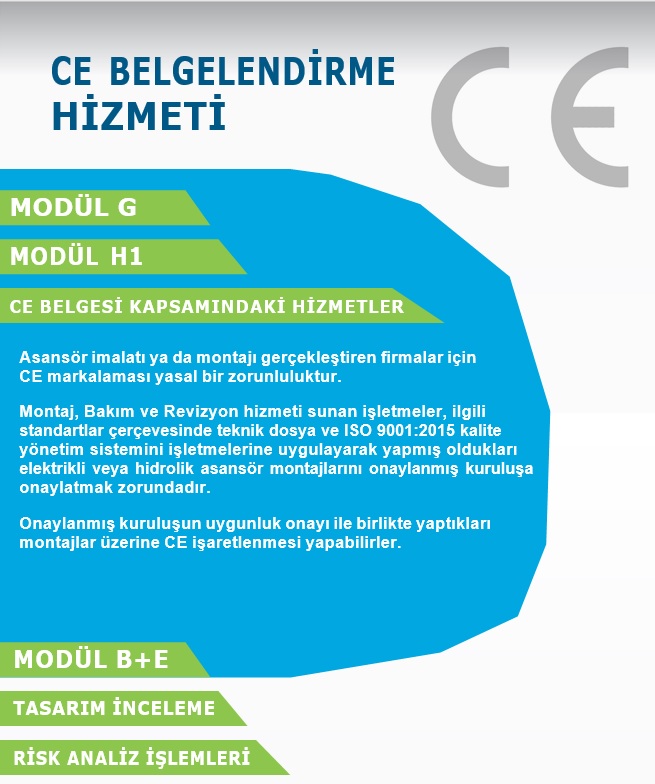 CE BELGELENDİRME
HİZMETİ
CE
MODÜL G
MODÜL H1
CE BELGESİ KAPSAMINDAKİ HİZMETLER
Asansör imalatı ya da montajı gerçekleştiren firmalar için
CE markalaması yasal bir zorunluluktur.
Montaj, Bakım ve Revizyon hizmeti sunan işletmeler, ilgili
standartlar çerçevesinde teknik dosya ve ISO 9001:2015 kalite
yönetim sistemini işletmelerine uygulayarak yapmış oldukları
elektrikli veya hidrolik asansör montajlarını onaylanmış kuruluşa
onaylatmak zorundadır.
Onaylanmış kuruluşun uygunluk onayı ile birlikte yaptıkları
montajlar üzerine CE işaretlenmesi yapabilirler.
MODÜL B+E
TASARIM İNCELEME
RİSK ANALİZ İŞLEMLERİ